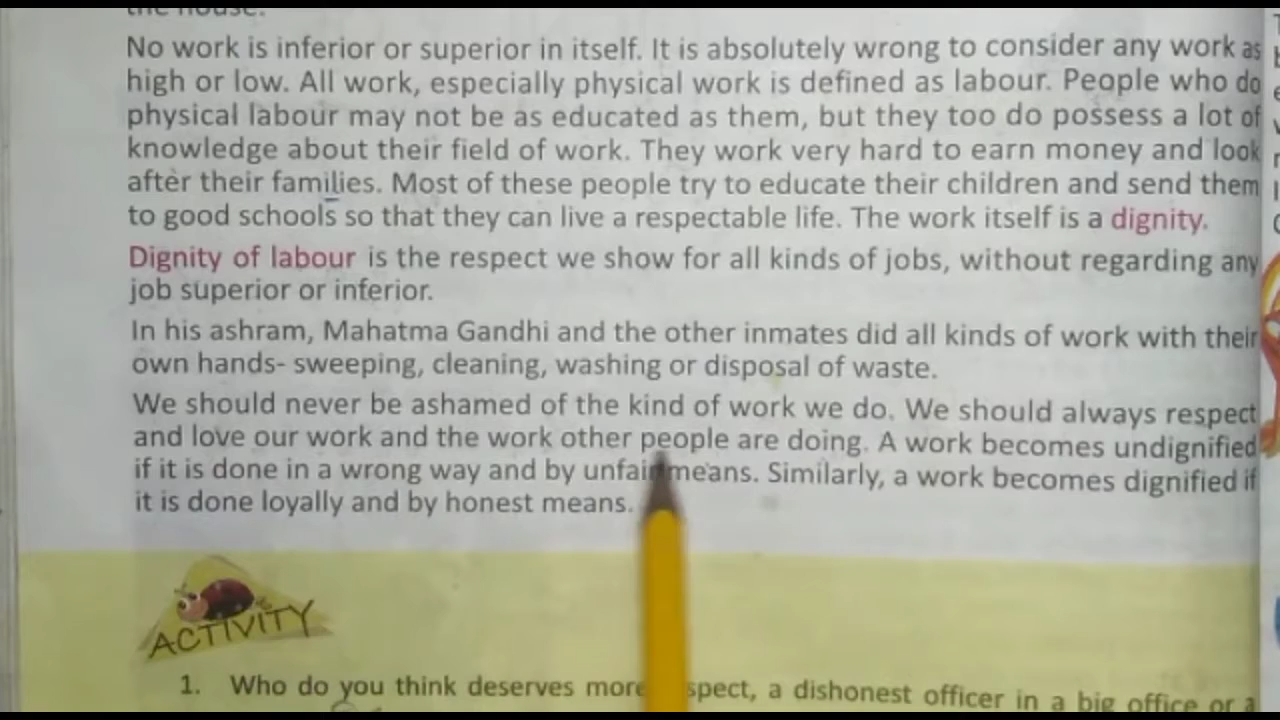 the house.
No work is inferior or superior in itself. It is absolutely wrong to consider any work as
high or low. All work, especially physical work is defined as labour. People who do
physical labour may not be as educated as them, but they too do possess a lot of
knowledge about their field of work. They work very hard to earn money and look
after their families. Most of these people try to educate their children and send them
to good schools so that they can live a respectable life. The work itself is a dignity.
Dignity of labour is the respect we show for all kinds of jobs, without regarding any
job superior or inferior.
In his ashram, Mahatma Gandhi and the other inmates did all kinds of work with their
own hands- sweeping, cleaning, washing or disposal of waste.
We should never be ashamed of the kind of work we do. We should always respect
and love our work and the work other people are doing. A work becomes undignified
if it is done in a wrong way and by unfair means. Similarly, a work becomes dignified if
it is done loyally and by honest means.
ACTIVITY
1. Who do you think deserves more spect, a dishonest officer in a big office or a